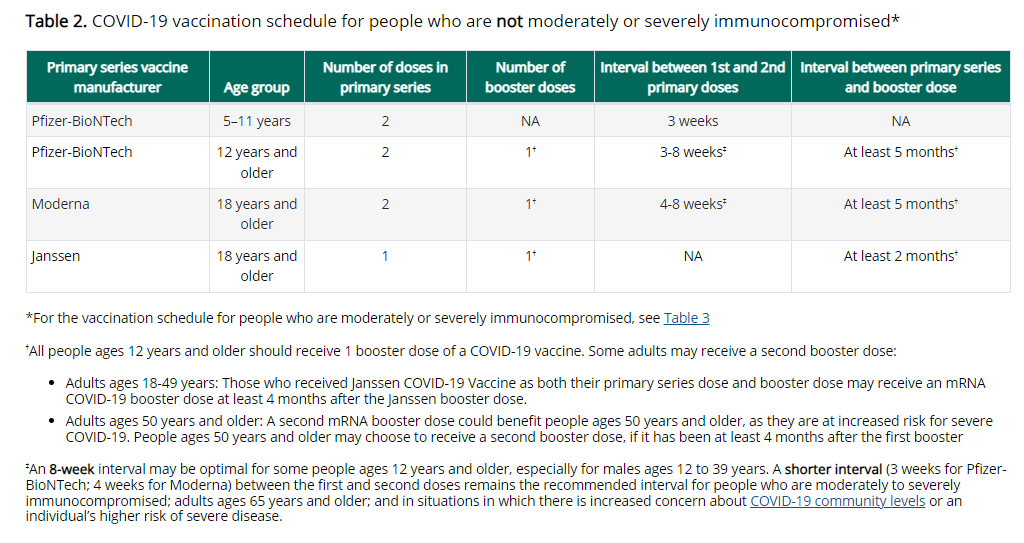 Table 2. COVID-19 vaccination schedule for people who are not moderately or severely immunocompromised*
Primary series vaccine manufacturer | Age group | Number of doses in primary series | Number of booster doses | Interval between 1st and 2nd primary doses | Interval between primary series and booster dose
Pfizer-BioNTech | 5–11 years | 2 | NA | 3 weeks | NA
Pfizer-BioNTech | 12 years and older | 2 | 1† | 3-8 weeks‡ | At least 5 months†
Moderna | 18 years and older | 2 | 1† | 4-8 weeks‡ | At least 5 months†
Janssen | 18 years and older | 1 | 1† | NA | At least 2 months†
*For the vaccination schedule for people who are moderately or severely immunocompromised, see Table 3
†All people ages 12 years and older should receive 1 booster dose of a COVID-19 vaccine. Some adults may receive a second booster dose:
• Adults ages 18-49 years: Those who received Janssen COVID-19 Vaccine as both their primary series dose and booster dose may receive an mRNA
COVID-19 booster dose at least 4 months after the Janssen booster dose.
• Adults ages 50 years and older: A second mRNA booster dose could benefit people ages 50 years and older, as they are at increased risk for severe
COVID-19. People ages 50 years and older may choose to receive a second booster dose, if it has been at least 4 months after the first booster
‡An 8-week interval may be optimal for some people ages 12 years and older, especially for males ages 12 to 39 years. A shorter interval (3 weeks for Pfizer-
BioNTech; 4 weeks for Moderna) between the first and second doses remains the recommended interval for people who are moderately to severely
immunocompromised; adults ages 65 years and older; and in situations in which there is increased concern about COVID-19 community levels or an
individual's higher risk of severe disease.